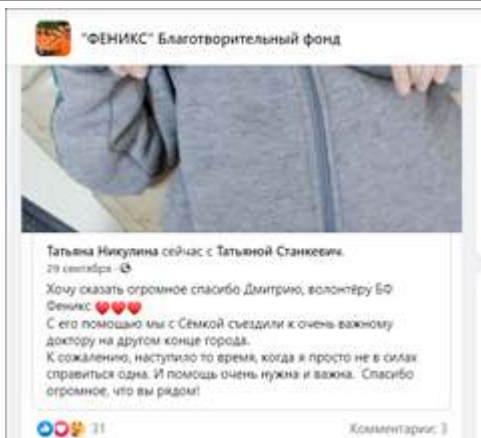 "ФЕНИКС" Благотворительный фонд
Татьяна Никулина сейчас с Татьяной Станкевич.
29 сентября ·
Хочу сказать огромное спасибо Дмитрию, волонтёру БФ
Феникс ❤❤❤
С его помощью мы с Сёмкой съездили к очень важному
доктору на другом конце города.
К сожалению, наступило то время, когда я просто не в силах
справиться одна. И помощь очень нужна и важна. Спасибо
огромное, что вы рядом!
31
Комментарии: 3